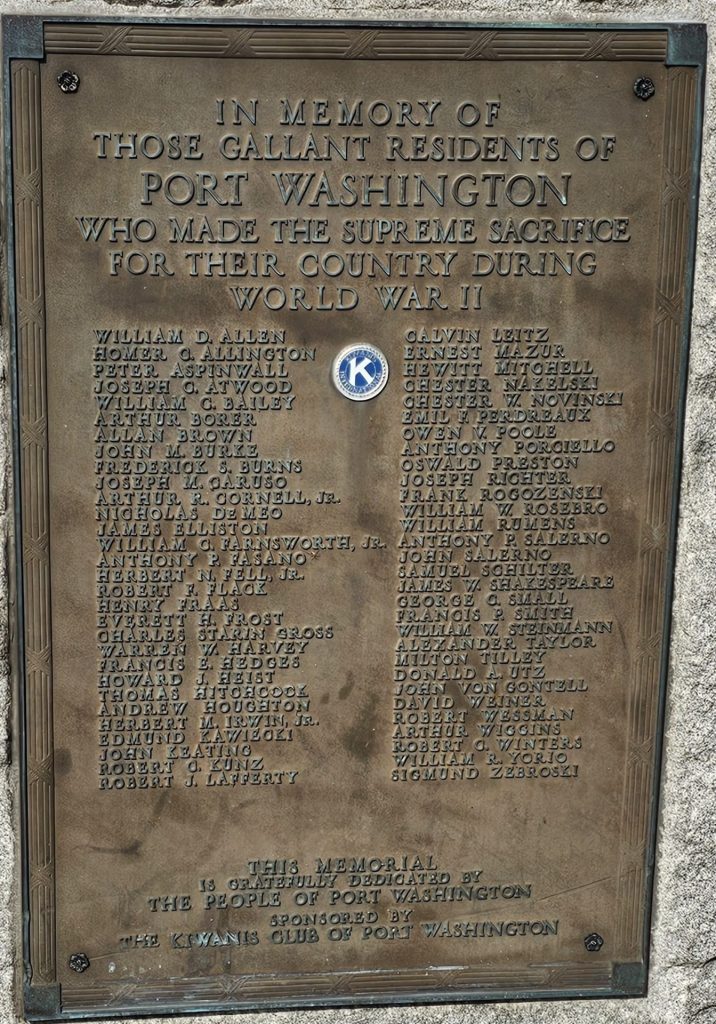 IN MEMORY OF
THOSE GALLANT RESIDENTS OF
PORT WASHINGTON
WHO MADE THE SUPREME SACRIFICE
FOR THEIR COUNTRY DURING
WORLD WAR II
K
WILLIAM D. ALLEN
HOMER C. ALLINGTON
PETER ASPINWALL
JOSEPH C. ATWOOD
WILLIAM C. BAILEY
ARTHUR BORER
ALLAN BROWN
JOHN M. BURKE
FREDERICK S. BURNS
JOSEPH M. CARUSO
ARTHUR R. CORNELL, JR.
NICHOLAS DEMEO
JAMES ELLISTON
WILLIAM C. FARNSWORTH, JR.
ANTHONY P. FASANO
HERBERT N. FELL, JR.
ROBERT F. FLACK
HENRY FRAAS
EVERETT H. FROST
CHARLES STARIN GROSS
WARREN W. HARVEY
FRANCIS E. HEDGES
HOWARD J. HEIST
THOMAS HITCHCOCK
ANDREW HOUGHTON
HERBERT M. IRWIN, JR.
EDMUND KAWIECKI
JOHN KEATING
ROBERT C. KUNZ
ROBERT J. LAFFERTY
CALVIN LEITZ
ERNEST MAZUR
HEWITT MITCHELL
CHESTER NAKELSKI
CHESTER W. NOVINSKI
EMIL F. PERDREAUX
OWEN V. POOLE
ANTHONY PORCIELLO
OSWALD PRESTON
JOSEPH RICHTER
FRANK ROGOZENSKI
WILLIAM W. ROSEBRO
WILLIAM RUMENS
ANTHONY P. SALERNO
JOHN SALERNO
SAMUEL SCHILTER
JAMES W. SHAKESPEARE
GEORGE C. SMALL
FRANCIS P. SMITH
WILLIAM W. STEINMANN
ALEXANDER TAYLOR
MILTON TILLEY
DONALD A. UTZ
JOHN VON GONTELL
DAVID WEINER
ROBERT WESSMAN
ARTHUR WIGGINS
ROBERT C. WINTERS
WILLIAM R. YORIO
SIGMUND ZEBROSKI
THIS MEMORIAL
IS GRATEFULLY DEDICATED BY
THE PEOPLE OF PORT WASHINGTON
SPONSORED BY
THE KIWANIS CLUB OF PORT WASHINGTON